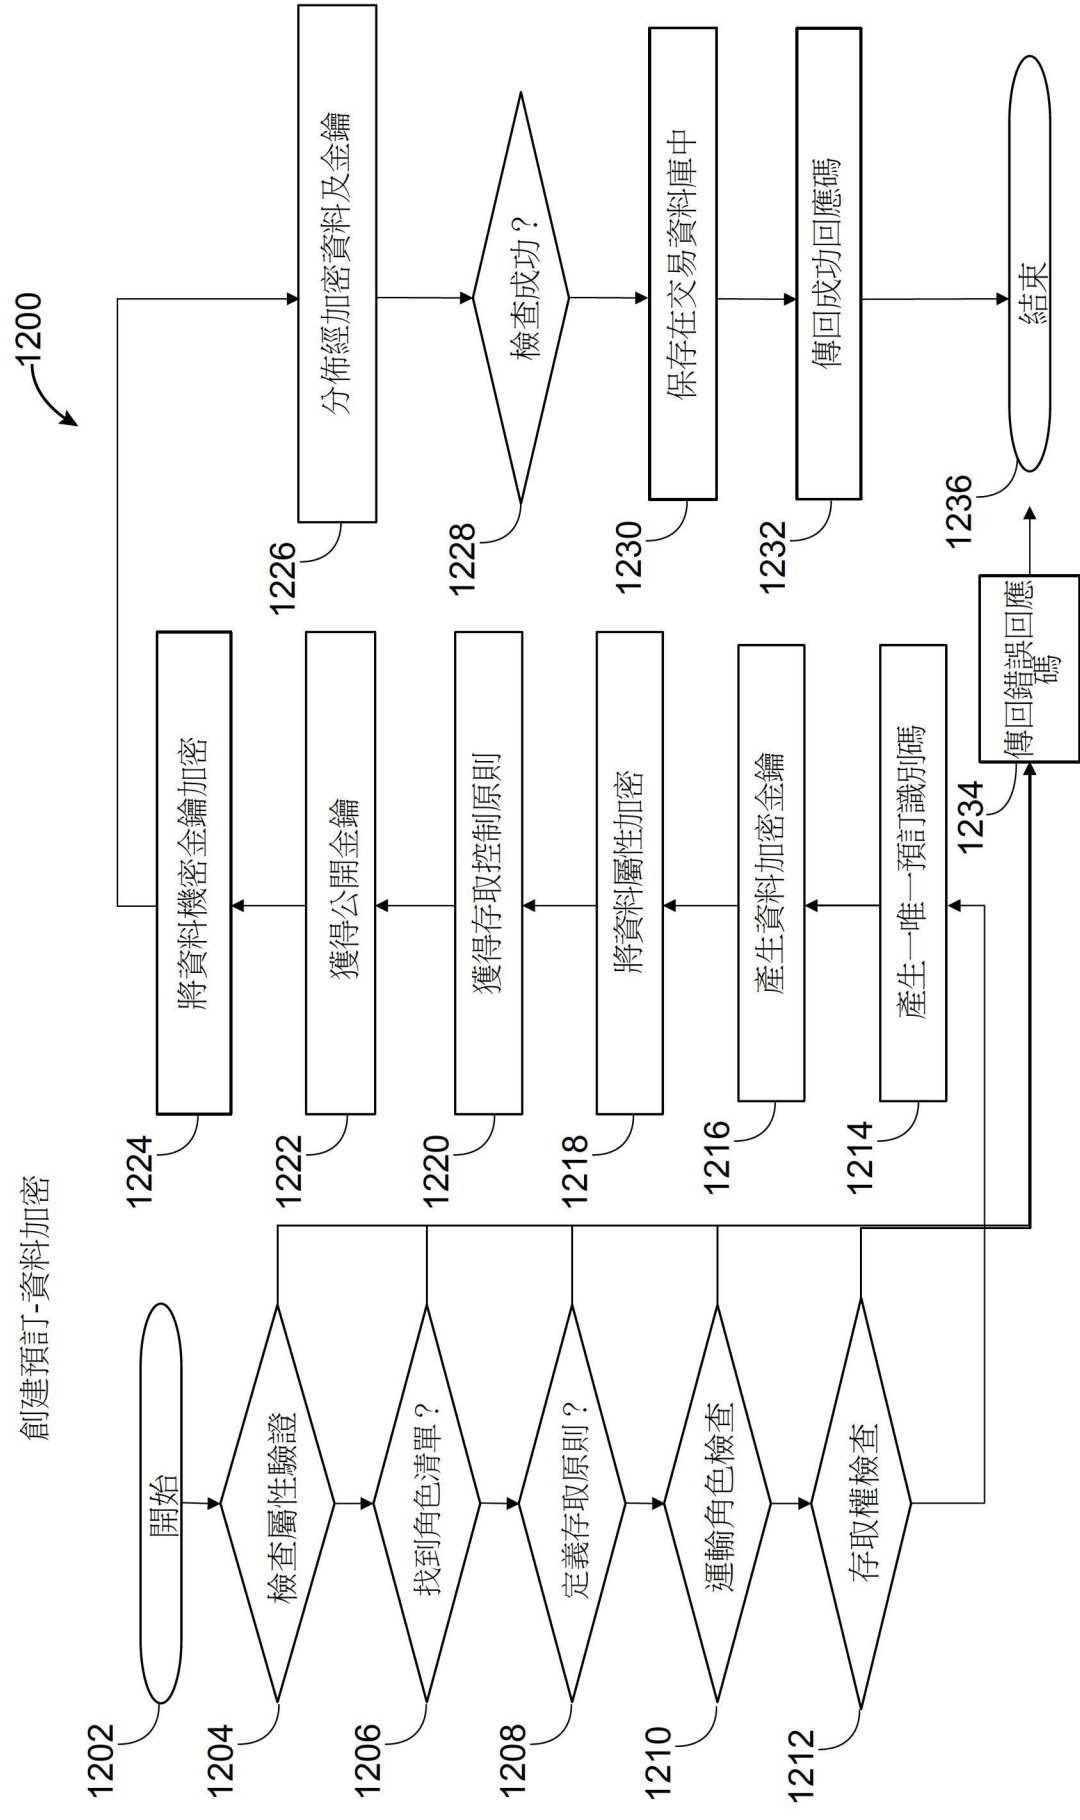 創建預訂-資料加密
1200
1202
開始
1204
檢查屬性驗證
1206
找到角色清單?
1208
定義存取原則?
1210
運輸角色檢查
1212
存取權檢查
1224
將資料機密金鑰加密
1222
獲得公開金鑰
1220
獲得存取控制原則
1218
將資料屬性加密
1216
產生資料加密金鑰
1214
產生一唯一預訂識別碼
1226
分佈經加密資料及金鑰
1228
檢查成功?
1230
保存在交易資料庫中
1232
傳回成功回應碼
1234
傳回錯誤回應
碼
1236
結束